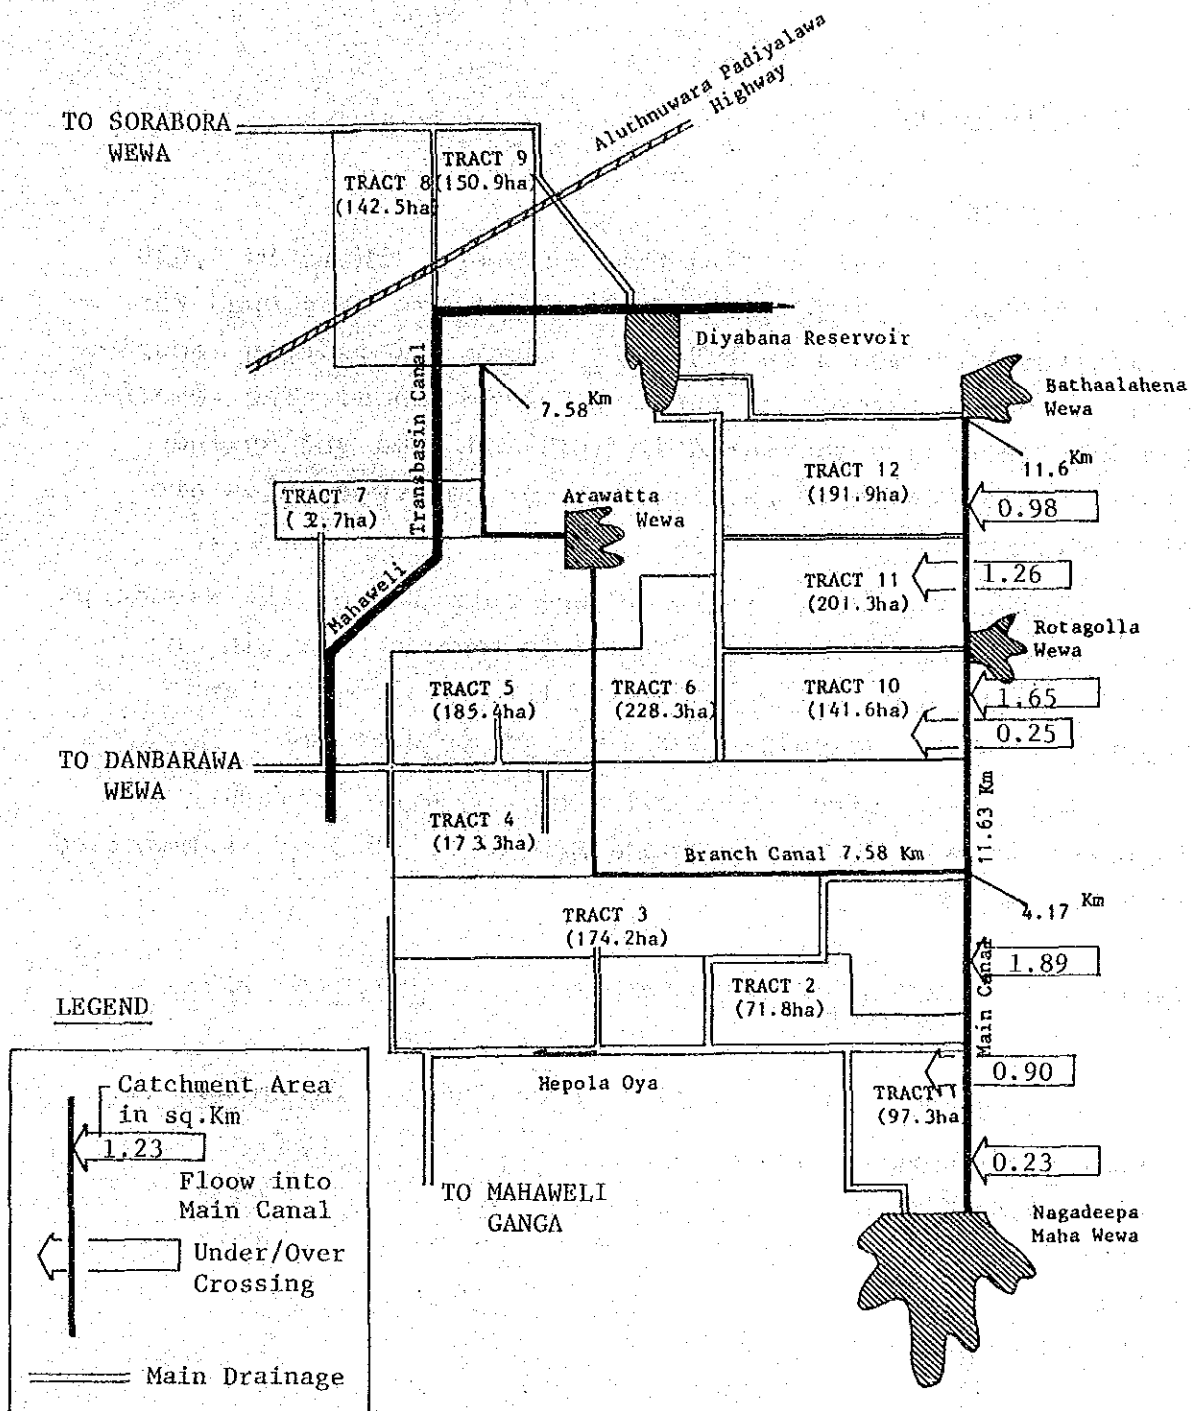 Aluthnuwara Padiyalawa
Highway
TO SORABORA
WEWA
TRACT 9
(150.9ha)
TRACT 8
(142.5ha)
Diyabana Reservoir
Transbasin Canal
7.58 Km
Bathaalahena
Wewa
11.6 Km
TRACT 12
(191.9ha)
0.98
TRACT 7
(32.7ha)
Arawatta
Wewa
Mahaweli
TRACT 11
(201.3ha)
1.26
Rotagolla
Wewa
TRACT 5
(185.4ha)
TRACT 6
(228.3ha)
TRACT 10
(141.6ha)
1.65
0.25
TO DANBARAWA
WEWA
TRACT 4
(173.3ha)
11.63 Km
Branch Canal 7.58 Km
4.17 Km
TRACT 3
(174.2ha)
Main Canal
1.89
TRACT 2
(71.8ha)
LEGEND
Hepola Oya
0.90
TRACT 1
(97.3ha
Catchment Area
in sq.Km
1.23
Floow into
Main Canal
0.23
TO MAHAWELI
GANGA
Nagadeepa
Maha Wewa
Under/Over
Crossing
Main Drainage